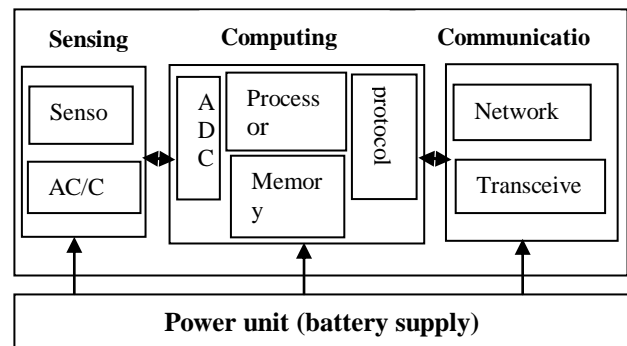 Sensing Computing Communicatio
Senso
AC/C
A
D
C
Process
or
Memor
y
protocol
Network
Transceive
Power unit (battery supply)